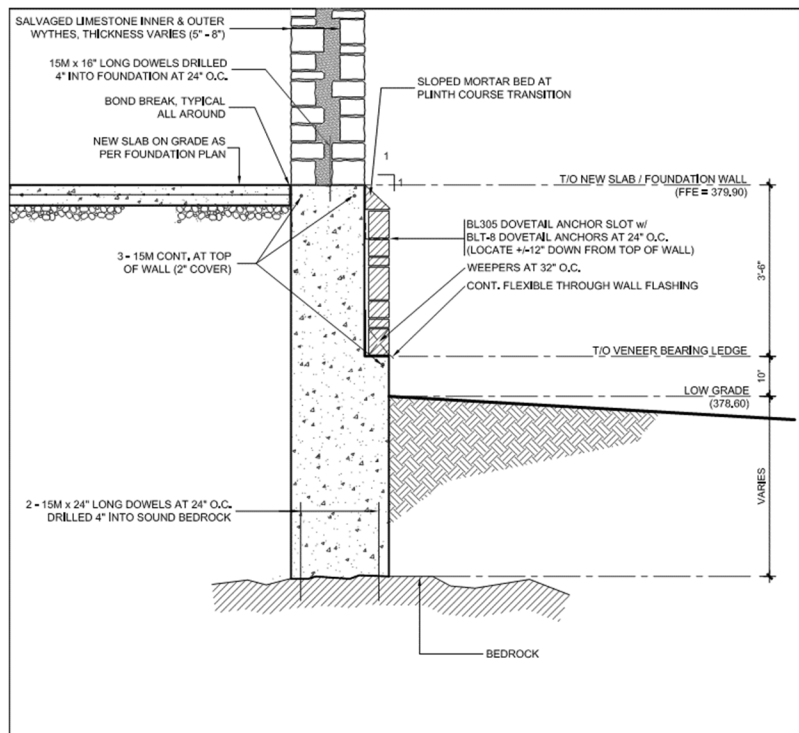 SALVAGED LIMESTONE INNER & OUTER
WYTHES, THICKNESS VARIES (5" - 8")
15M x 16" LONG DOWELS DRILLED
4" INTO FOUNDATION AT 24" O.C.
BOND BREAK, TYPICAL
ALL AROUND
NEW SLAB ON GRADE AS
PER FOUNDATION PLAN
SLOPED MORTAR BED AT
PLINTH COURSE TRANSITION
1
1
T/O NEW SLAB / FOUNDATION WALL
(FFE = 379.90)
3 - 15M CONT. AT TOP
OF WALL (2" COVER)
BL305 DOVETAIL ANCHOR SLOT w/
BLT-8 DOVETAIL ANCHORS AT 24" O.C.
(LOCATE +/-12" DOWN FROM TOP OF WALL)
WEEPERS AT 32" O.C.
CONT. FLEXIBLE THROUGH WALL FLASHING
3'-6"
T/O VENEER BEARING LEDGE
10"
LOW GRADE
(378.60)
VARIES
2 - 15M x 24" LONG DOWELS AT 24" O.C.
DRILLED 4" INTO SOUND BEDROCK
BEDROCK